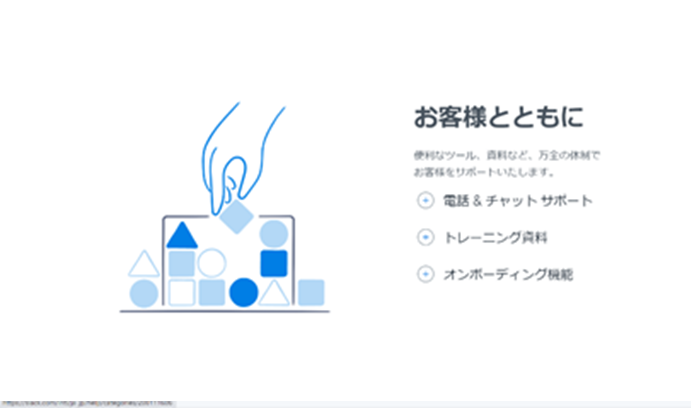 お客様とともに
便利なツール、資料など、万全の体制で
お客様をサポートいたします。
電話 & チャット サポート
トレーニング資料
オンボーディング機能